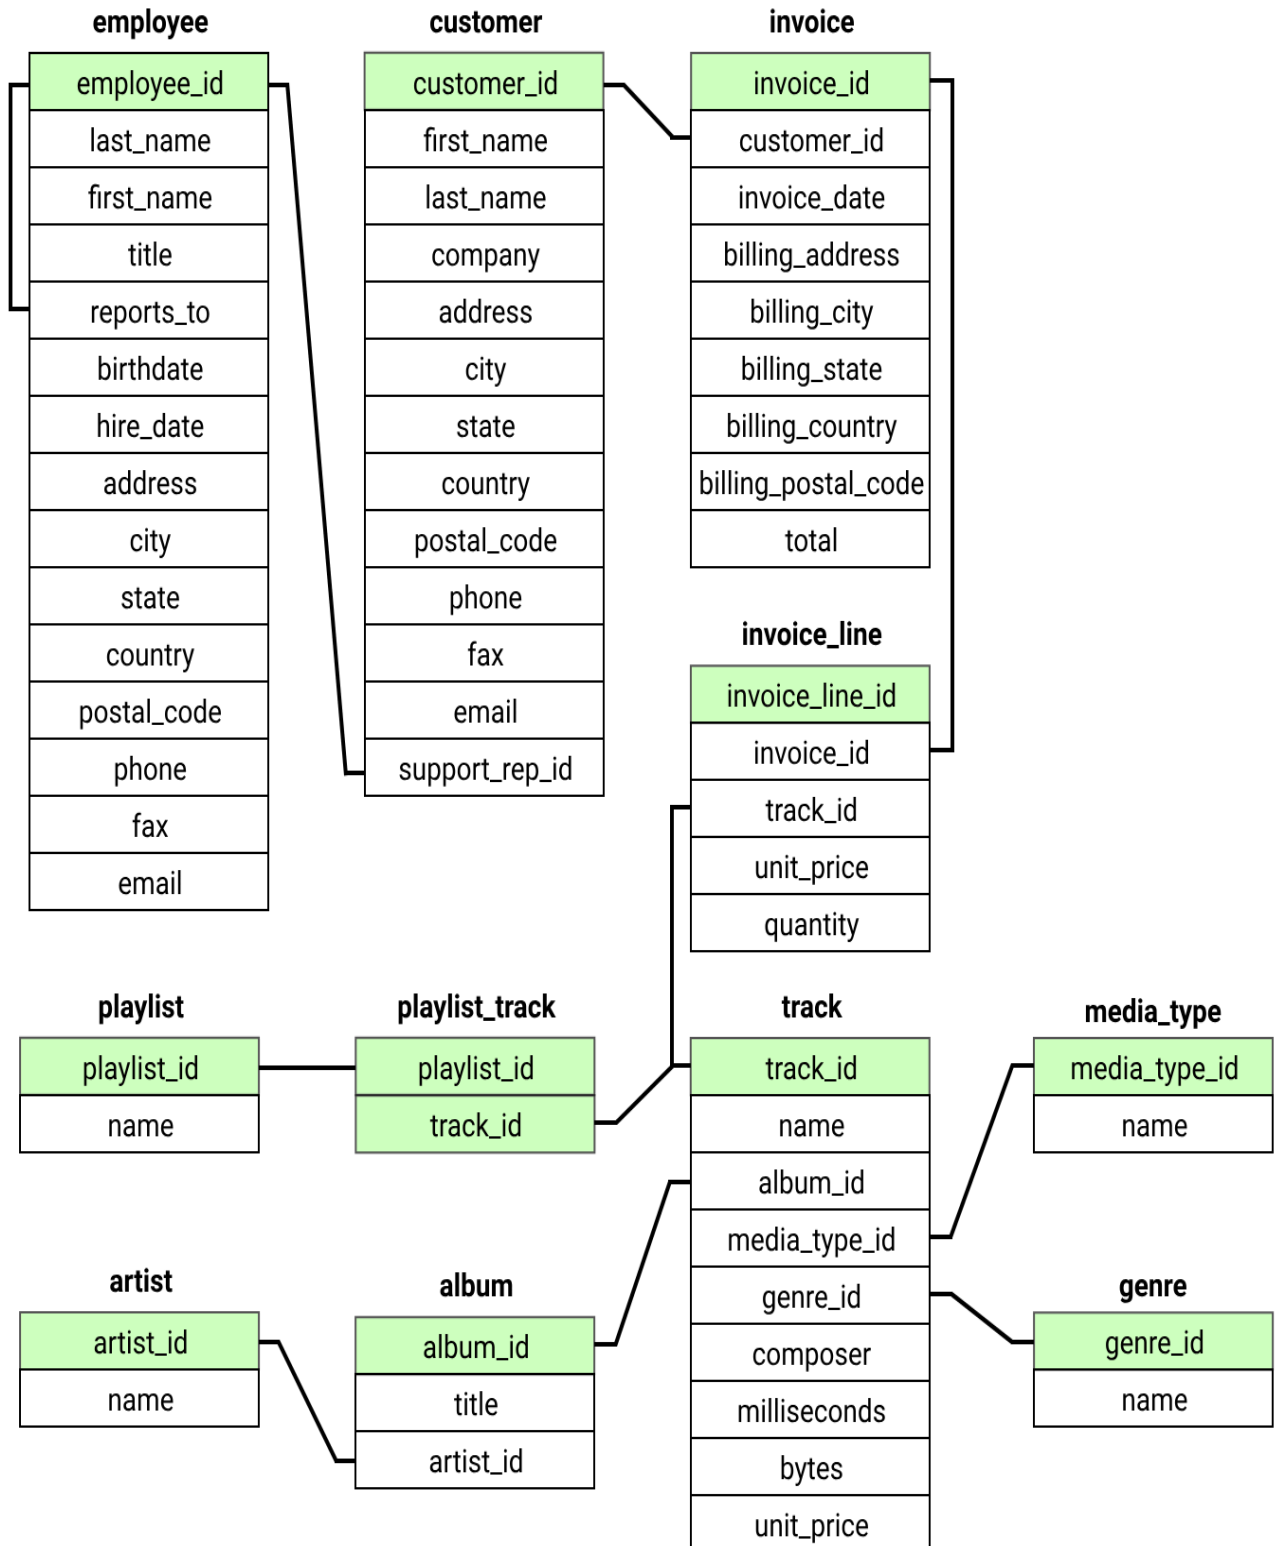 employee
employee_id
last_name
first_name
title
reports_to
birthdate
hire_date
address
city
state
country
postal_code
phone
fax
email
customer
customer_id
first_name
last_name
company
address
city
state
country
postal_code
phone
fax
email
support_rep_id
invoice
invoice_id
customer_id
invoice_date
billing_address
billing_city
billing_state
billing_country
billing_postal_code
total
invoice_line
invoice_line_id
invoice_id
track_id
unit_price
quantity
playlist
playlist_id
name
playlist_track
playlist_id
track_id
track
track_id
name
album_id
media_type_id
genre_id
composer
milliseconds
bytes
unit_price
media_type
media_type_id
name
artist
artist_id
name
album
album_id
title
artist_id
genre
genre_id
name